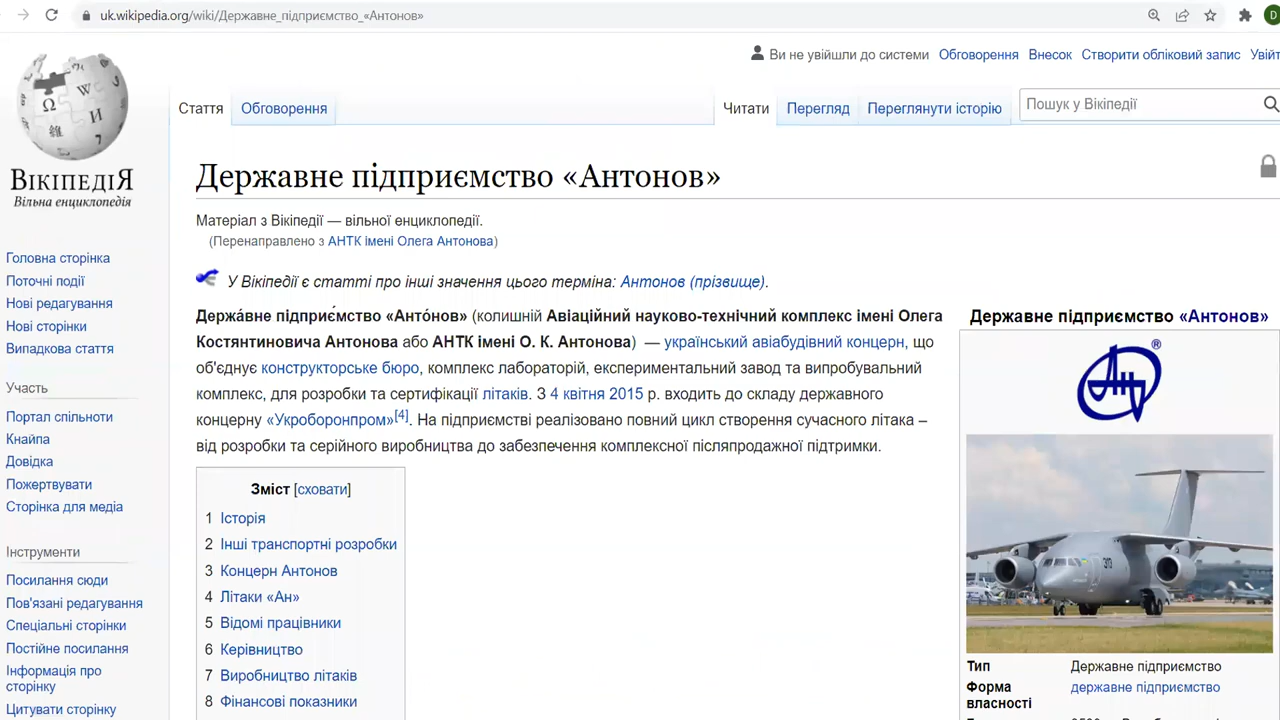 uk.wikipedia.org/wiki/Державне_підприємство_«Антонов»
D
Ви не увійшли до системи Обговорення Внесок Створити обліковий запис Увійт
Стаття Обговорення Читати Перегляд Переглянути історію Пошук у Вікіпедії
ВІКІПЕДІЯ
Вільна енциклопедія
Головна сторінка
Поточні події
Нові редагування
Нові сторінки
Випадкова стаття
Участь
Портал спільноти
Кнайпа
Довідка
Пожертвувати
Сторінка для медіа
Інструменти
Посилання сюди
Пов'язані редагування
Спеціальні сторінки
Постійне посилання
Інформація про
сторінку
Цитувати сторінку
Державне підприємство «Антонов»
Матеріал з Вікіпедії — вільної енциклопедії.
(Перенаправлено з АНТК імені Олега Антонова)
У Вікіпедії є статті про інші значення цього терміна: Антонов (прізвище).
Держа́вне підприє́мство «Анто́нов» (колишній Авіаційний науково-технічний комплекс імені Олега
Костянтиновича Антонова або АНТК імені О. К. Антонова) — український авіабудівний концерн, що
об'єднує конструкторське бюро, комплекс лабораторій, експериментальний завод та випробувальний
комплекс, для розробки та сертифікації літаків. З 4 квітня 2015 р. входить до складу державного
концерну «Укроборонпром»[4]. На підприємстві реалізовано повний цикл створення сучасного літака –
від розробки та серійного виробництва до забезпечення комплексної післяпродажної підтримки.
Зміст [сховати]
1 Історія
2 Інші транспортні розробки
3 Концерн Антонов
4 Літаки «Ан»
5 Відомі працівники
6 Керівництво
7 Виробництво літаків
8 Фінансові показники
Державне підприємство «Антонов»
Ан ®
Тип Державне підприємство
Форма державне підприємство
власності